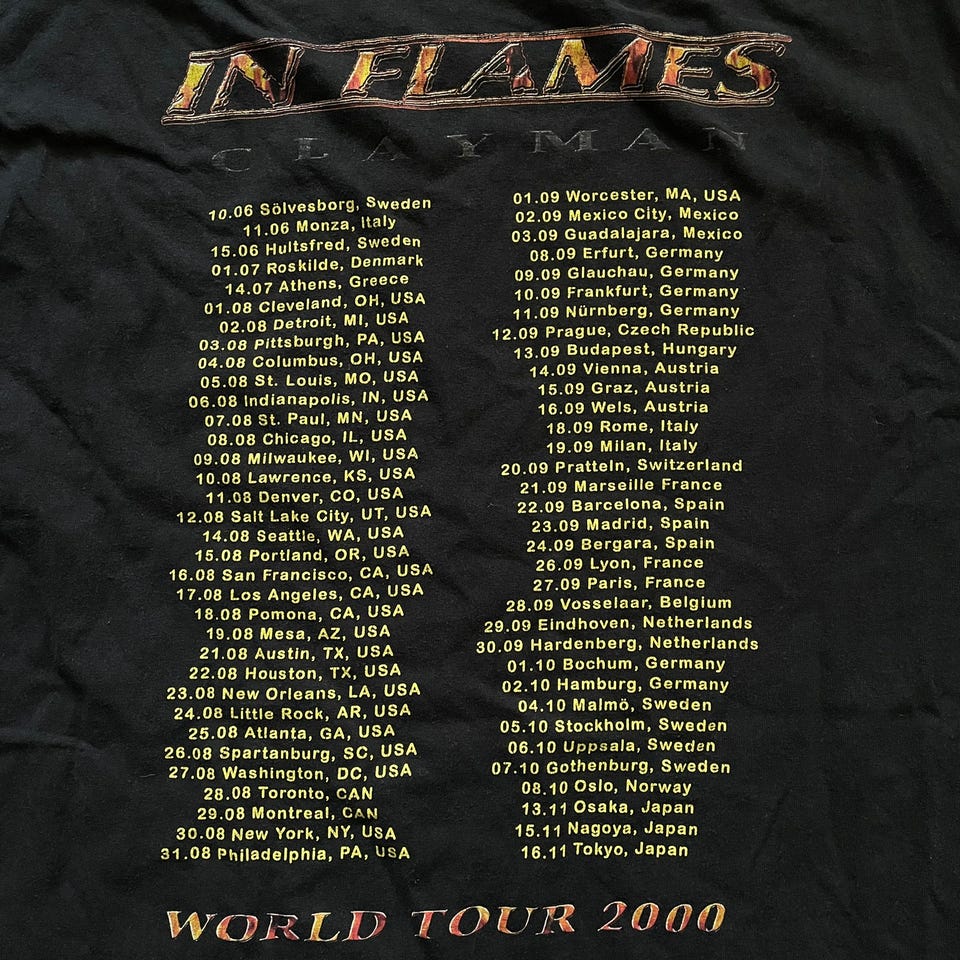 IN FLAMES
CLAYMAN
10.06 Sölvesborg, Sweden
11.06 Monza, Italy
15.06 Hultsfred, Sweden
01.07 Roskilde, Denmark
14.07 Athens, Greece
01.08 Cleveland, OH, USA
02.08 Detroit, MI, USA
03.08 Pittsburgh, PA, USA
04.08 Columbus, OH, USA
05.08 St. Louis, MO, USA
06.08 Indianapolis, IN, USA
07.08 St. Paul, MN, USA
08.08 Chicago, IL, USA
09.08 Milwaukee, WI, USA
10.08 Lawrence, KS, USA
11.08 Denver, CO, USA
12.08 Salt Lake City, UT, USA
14.08 Seattle, WA, USA
15.08 Portland, OR, USA
16.08 San Francisco, CA, USA
17.08 Los Angeles, CA, USA
18.08 Pomona, CA, USA
19.08 Mesa, AZ, USA
21.08 Austin, TX, USA
22.08 Houston, TX, USA
23.08 New Orleans, LA, USA
24.08 Little Rock, AR, USA
25.08 Atlanta, GA, USA
26.08 Spartanburg, SC, USA
27.08 Washington, DC, USA
28.08 Toronto, CAN
29.08 Montreal, CAN
30.08 New York, NY, USA
31.08 Philadelphia, PA, USA
01.09 Worcester, MA, USA
02.09 Mexico City, Mexico
03.09 Guadalajara, Mexico
08.09 Erfurt, Germany
09.09 Glauchau, Germany
10.09 Frankfurt, Germany
11.09 Nürnberg, Germany
12.09 Prague, Czech Republic
13.09 Budapest, Hungary
14.09 Vienna, Austria
15.09 Graz, Austria
16.09 Wels, Austria
18.09 Rome, Italy
19.09 Milan, Italy
20.09 Pratteln, Switzerland
21.09 Marseille France
22.09 Barcelona, Spain
23.09 Madrid, Spain
24.09 Bergara, Spain
26.09 Lyon, France
27.09 Paris, France
28.09 Vosselaar, Belgium
29.09 Eindhoven, Netherlands
30.09 Hardenberg, Netherlands
01.10 Bochum, Germany
02.10 Hamburg, Germany
04.10 Malmö, Sweden
05.10 Stockholm, Sweden
06.10 Uppsala, Sweden
07.10 Gothenburg, Sweden
08.10 Oslo, Norway
13.11 Osaka, Japan
15.11 Nagoya, Japan
16.11 Tokyo, Japan
WORLD TOUR 2000